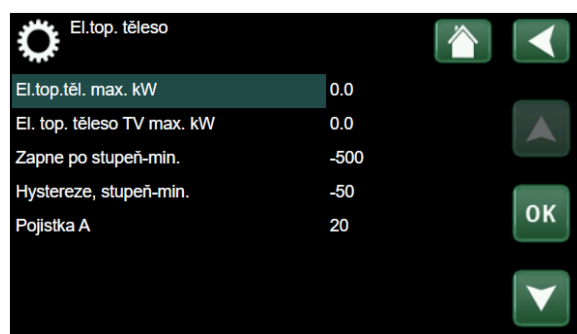 El.top. těleso
El.top.těl. max. kW 0.0
El. top. těleso TV max. kW 0.0
Zapne po stupeň-min. -500
Hystereze, stupeň-min. -50
Pojistka A 20
OK